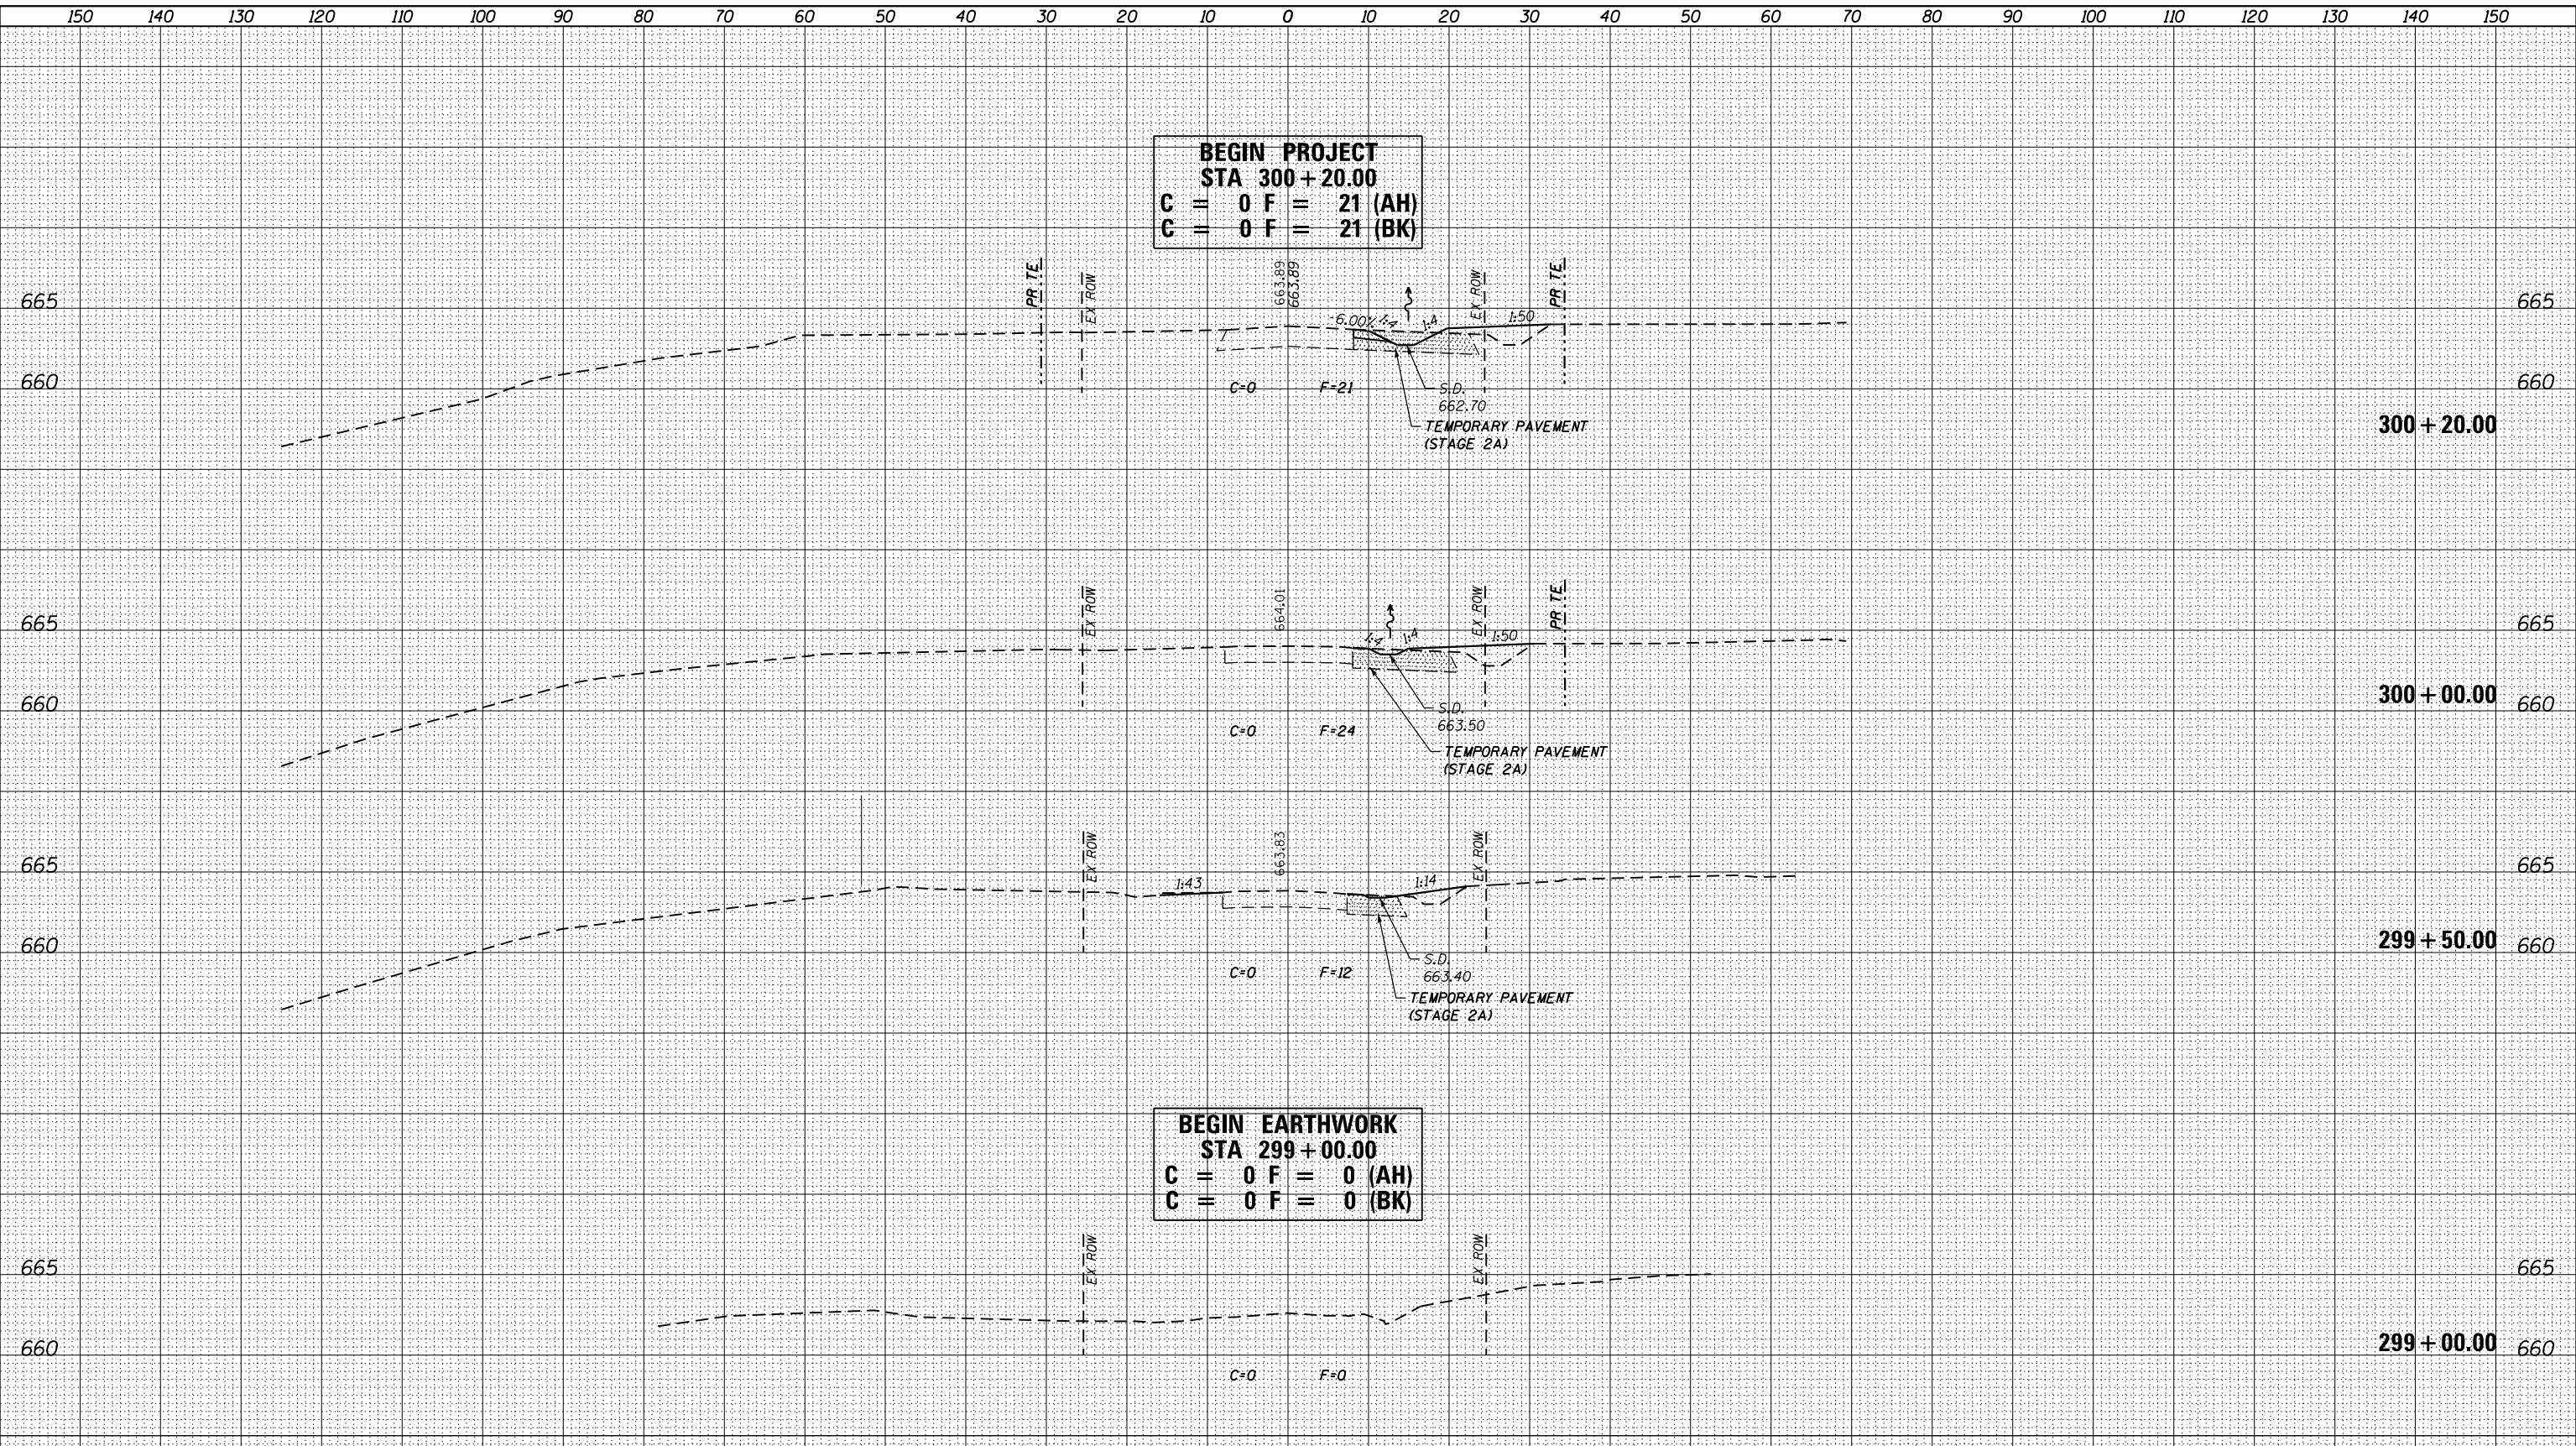 150 140 130 120 110 100 90 80 70 60 50 40 30 20 10 0 10 20 30 40 50 60 70 80 90 100 110 120 130 140 150
BEGIN PROJECT
STA 300+20.00
C = 0 F = 21 (AH)
C = 0 F = 21 (BK)
PR TE
EX ROW
663.89
663.89
EX ROW
PR TE
665
-6.00%
1:4
1:4
1:50
665
660
C=0
F=21
S.D.
662.70
660
TEMPORARY PAVEMENT
(STAGE 2A)
300+20.00
EX ROW
664.01
EX ROW
PR TE
665
1:4
1:4
1:50
665
660
S.D.
663.50
300+00.00
660
C=0
F=24
TEMPORARY PAVEMENT
(STAGE 2A)
EX ROW
663.83
EX ROW
665
1:43
1:14
665
660
S.D.
663.40
299+50.00
660
C=0
F=12
TEMPORARY PAVEMENT
(STAGE 2A)
BEGIN EARTHWORK
STA 299+00.00
C = 0 F = 0 (AH)
C = 0 F = 0 (BK)
EX ROW
EX ROW
665
665
660
299+00.00
660
C=0
F=0